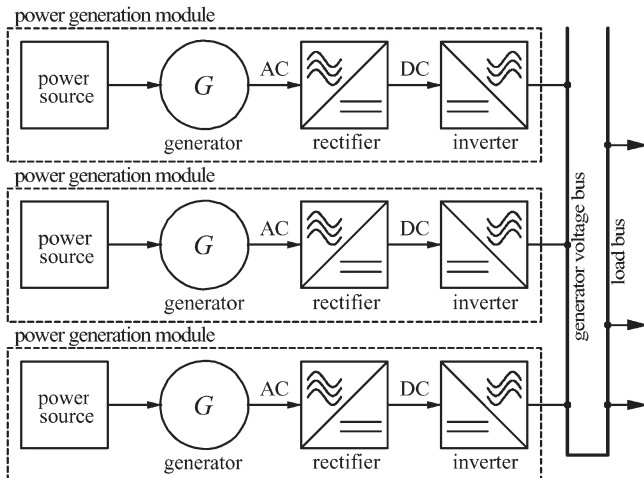 power generation module
power
source
G
generator
AC
rectifier
DC
inverter
power generation module
power
source
G
generator
AC
rectifier
DC
inverter
power generation module
power
source
G
generator
AC
rectifier
DC
inverter
generator voltage bus
load bus